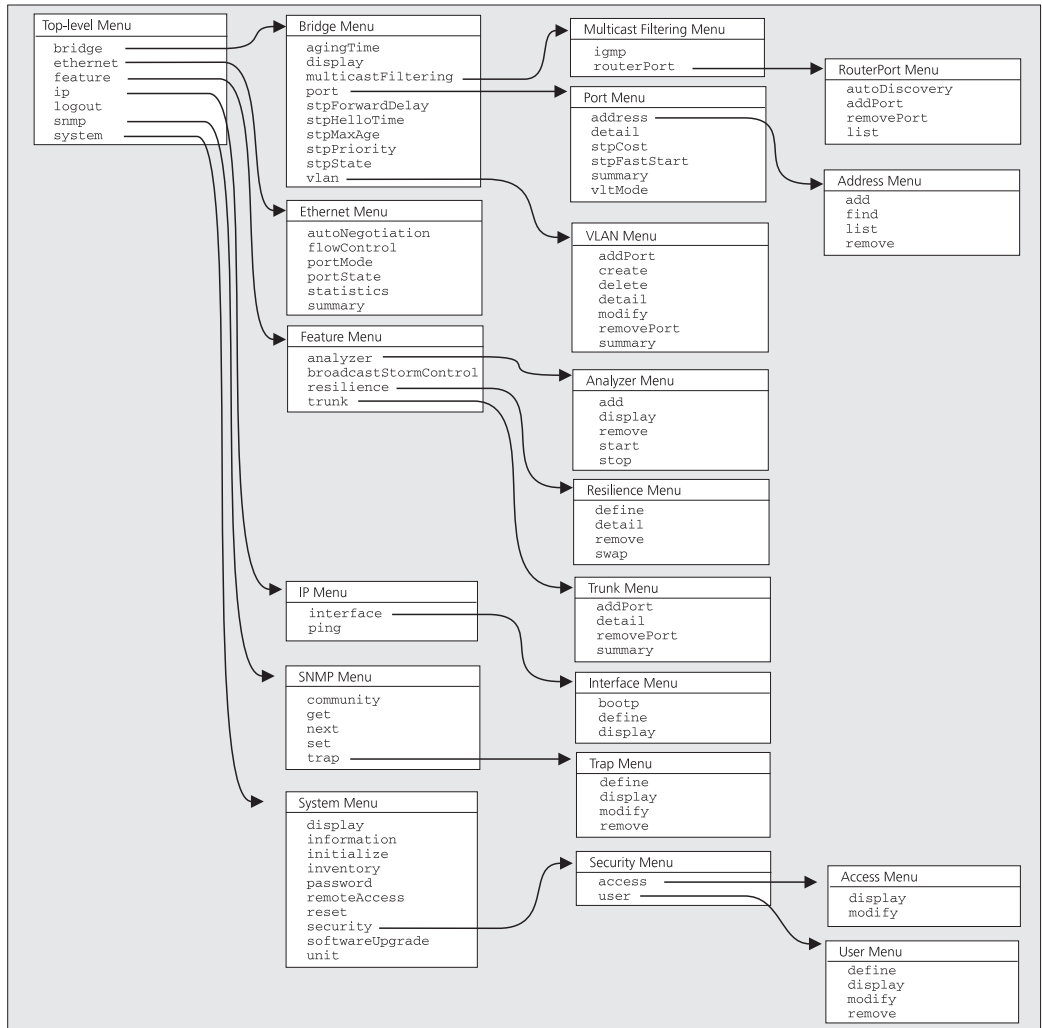 Top-level Menu
bridge
ethernet
feature
ip
logout
snmp
system
Bridge Menu
agingTime
display
multicastFiltering
port
stpForwardDelay
stpHelloTime
stpMaxAge
stpPriority
stpState
vlan
Ethernet Menu
autoNegotiation
flowControl
portMode
portState
statistics
summary
Feature Menu
analyzer
broadcastStormControl
resilience
trunk
IP Menu
interface
ping
SNMP Menu
community
get
next
set
trap
System Menu
display
information
initialize
inventory
password
remoteAccess
reset
security
softwareUpgrade
unit
Multicast Filtering Menu
igmp
routerPort
Port Menu
address
detail
stpCost
stpFastStart
summary
vltMode
VLAN Menu
addPort
create
delete
detail
modify
removePort
summary
Analyzer Menu
add
display
remove
start
stop
Resilience Menu
define
detail
remove
swap
Trunk Menu
addPort
detail
removePort
summary
Interface Menu
bootp
define
display
Trap Menu
define
display
modify
remove
Security Menu
access
user
RouterPort Menu
autoDiscovery
addPort
removePort
list
Address Menu
add
find
list
remove
Access Menu
display
modify
User Menu
define
display
modify
remove